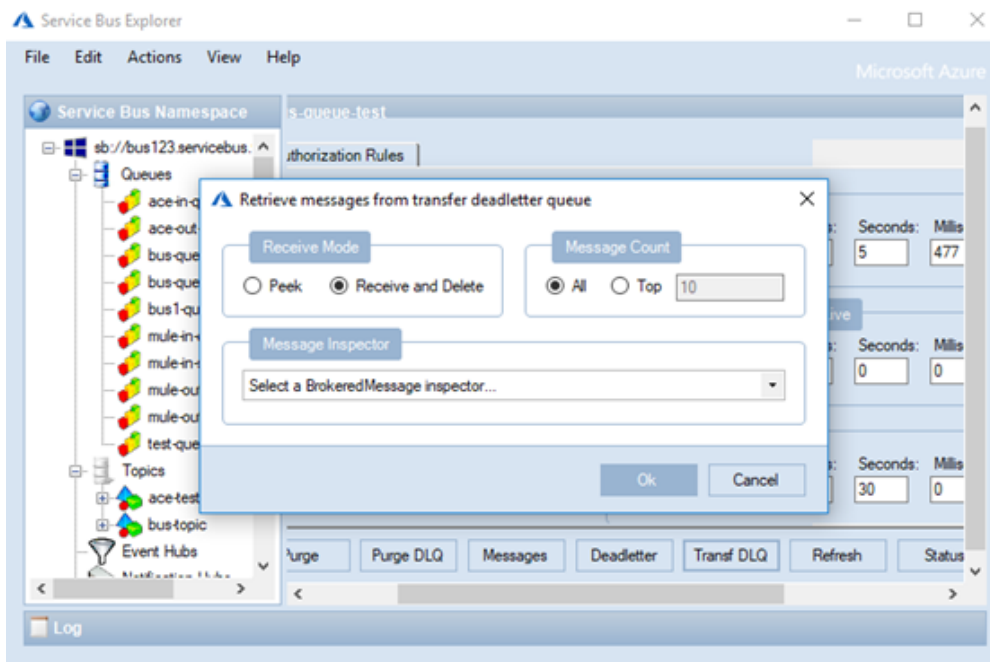 Service Bus Explorer
File Edit Actions View Help
Microsoft Azure
Service Bus Namespace
s-queue-test
sb://bus123.servicebus.
uthorization Rules
Queues
ace-in-q
ace-out
bus-que
bus-que
bus1-qu
mule-in-
mule-in-
mule-ou
mule-ou
test-que
Topics
ace-test
bus-topic
Event Hubs
Retrieve messages from transfer deadletter queue
Receive Mode
Peek Receive and Delete
Message Count
All Top 10
Message Inspector
Select a BrokeredMessage inspector...
Ok Cancel
Seconds: Millis
5 477
ive
Seconds: Millis
0 0
Seconds: Millis
30 0
Purge DLQ Messages Deadletter Transf DLQ Refresh Status
Log